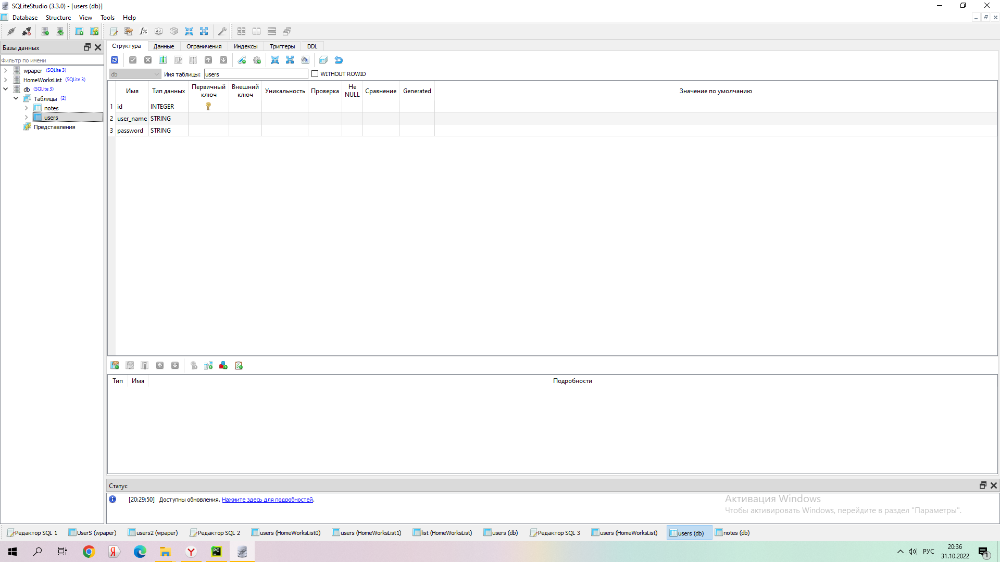 SQLiteStudio (3.3.0) - [users (db)]
Database Structure View Tools Help
Базы данных
Фильтр по имени
wpaper (SQLite 3)
HomeWorksList (SQLite 3)
db (SQLite 3)
Таблицы (2)
notes
users
Представления
Структура Данные Ограничения Индексы Триггеры DDL
db Имя таблицы: users WITHOUT ROWID
Имя Тип данных Первичный ключ Внешний ключ Уникальность Проверка Не NULL Сравнение Generated Значение по умолчанию
1 id INTEGER
2 user_name STRING
3 password STRING
Тип Имя Подробности
Статус
[20:29:50] Доступны обновления. Нажмите здесь для подробностей.
Активация Windows
Чтобы активировать Windows, перейдите в раздел "Параметры".
Редактор SQL 1 UserS (wpaper) users2 (wpaper) Редактор SQL 2 users (HomeWorksList0) users (HomeWorksList1) list (HomeWorksList) users (db) Редактор SQL 3 users (HomeWorksList) users (db) notes (db)
РУС 20:36
31.10.2022
1